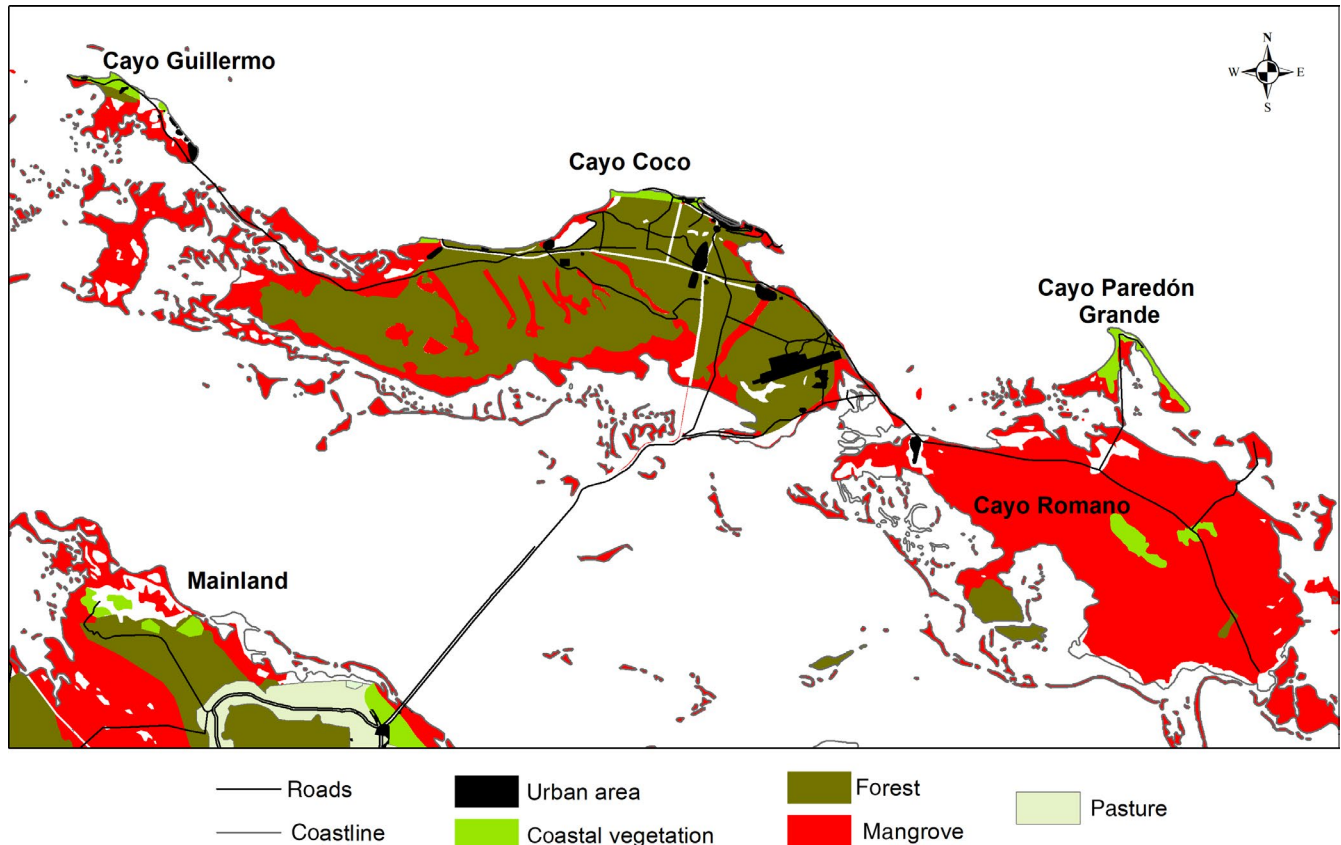 Cayo Guillermo
N
W E
S
Cayo Coco
Cayo Paredón
Grande
Cayo Romano
Mainland
Roads
Urban area
Forest
Pasture
Coastline
Coastal vegetation
Mangrove